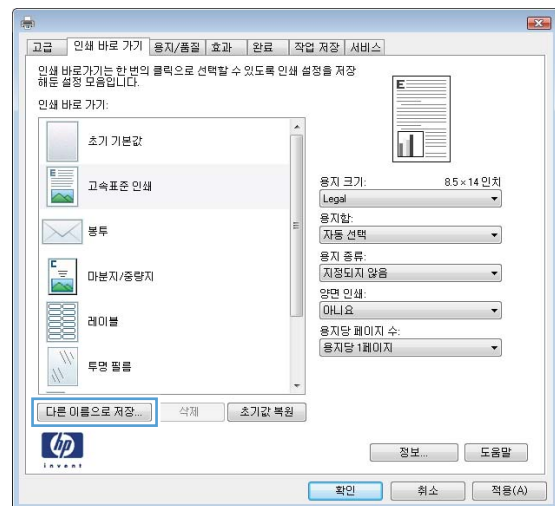 고급 인쇄 바로 가기 용지/품질 효과 완료 작업 저장 서비스
인쇄 바로가기는 한 번의 클릭으로 선택할 수 있도록 인쇄 설정을 저장
해둔 설정 모음입니다.
인쇄 바로 가기:
초기 기본값
고속표준 인쇄
봉투
마분지/중량지
레이블
투명 필름
E
용지 크기: 8.5 × 14 인치
Legal
용지함:
자동 선택
용지 종류:
지정되지 않음
양면 인쇄:
아니요
용지당 페이지 수:
용지당 1페이지
다른 이름으로 저장... 삭제 초기값 복원
hp
invent
정보... 도움말
확인 취소 적용(A)